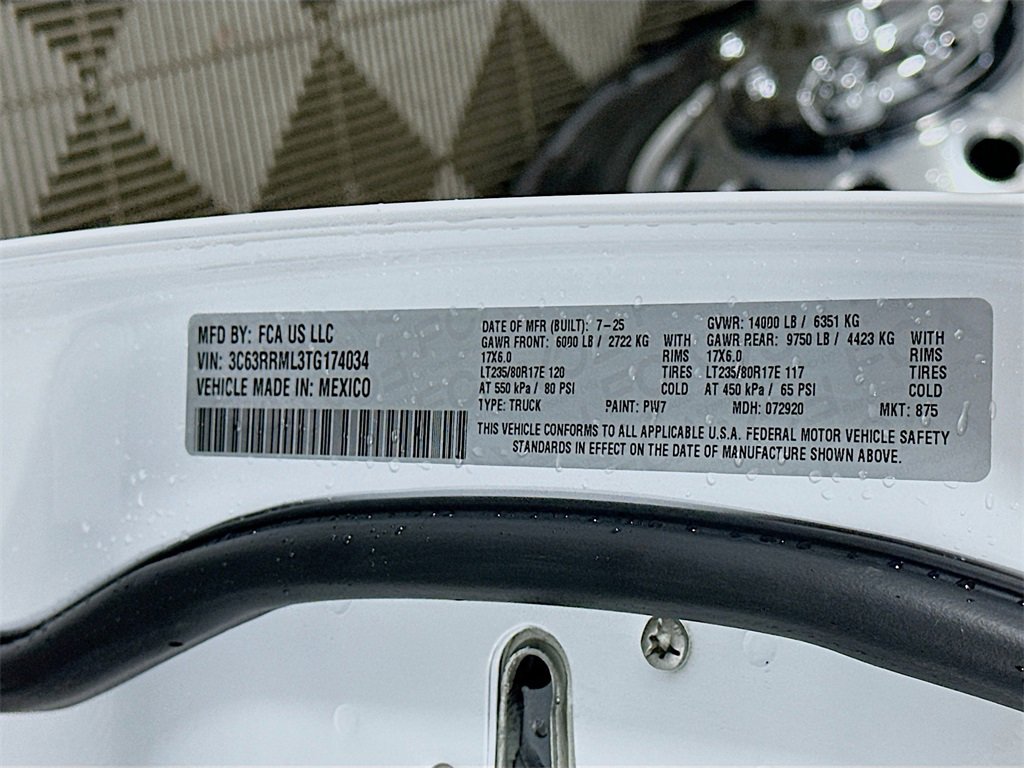 MFD BY: FCA US LLC
VIN: 3C63RRML3TG174034
VEHICLE MADE IN: MEXICO
DATE OF MFR (BUILT): 7-25
GAWR FRONT: 6000 LB / 2722 KG WITH
17X6.0 RIMS
LT235/80R17E 120 TIRES
AT 550 kPa / 80 PSI COLD
GVWR: 14000 LB / 6351 KG
GAWR REAR: 9750 LB / 4423 KG WITH
17X6.0 RIMS
LT235/80R17E 117 TIRES
AT 450 kPa / 65 PSI COLD
TYPE: TRUCK PAINT: PW7 MDH: 072920 MKT: 875
THIS VEHICLE CONFORMS TO ALL APPLICABLE U.S.A. FEDERAL MOTOR VEHICLE SAFETY
STANDARDS IN EFFECT ON THE DATE OF MANUFACTURE SHOWN ABOVE.